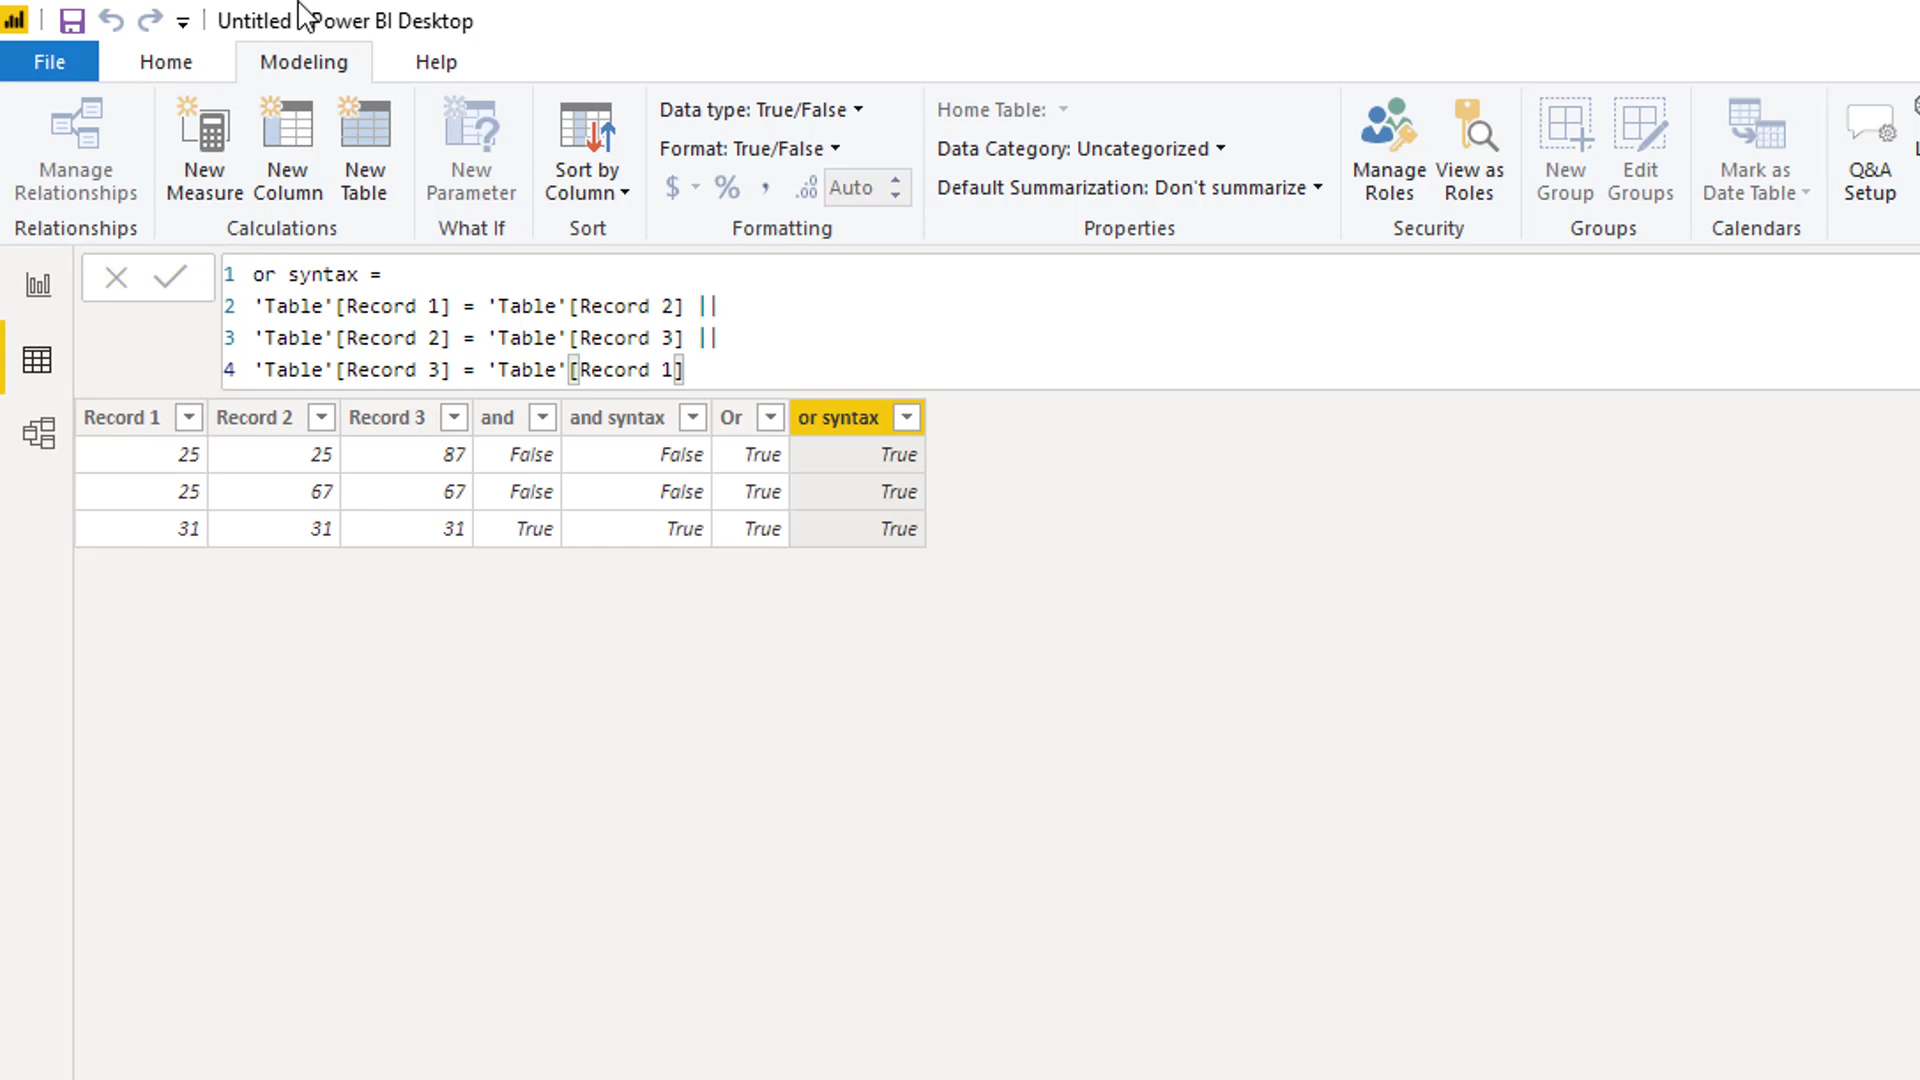 Untitled Power BI Desktop
File Home Modeling Help
Manage Relationships
Relationships
New Measure
New Column
New Table
Calculations
New Parameter
What If
Sort by Column
Sort
Data type: True/False
Format: True/False
$ % , .00 Auto
Formatting
Home Table:
Data Category: Uncategorized
Default Summarization: Don't summarize
Properties
Manage Roles
View as Roles
Security
New Group
Edit Groups
Groups
Mark as Date Table
Calendars
Q&A Setup
1 or syntax =
2 'Table'[Record 1] = 'Table'[Record 2] ||
3 'Table'[Record 2] = 'Table'[Record 3] ||
4 'Table'[Record 3] = 'Table'[Record 1]
Record 1 Record 2 Record 3 and and syntax Or or syntax
25 25 87 False False True True
25 67 67 False False True True
31 31 31 True True True True